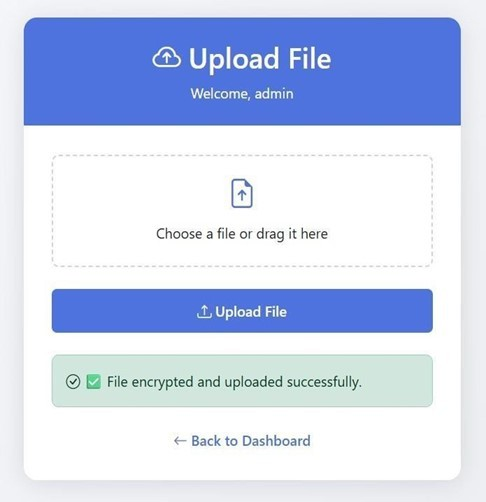 Upload File
Welcome, admin
Choose a file or drag it here
Upload File
✅ File encrypted and uploaded successfully.
← Back to Dashboard